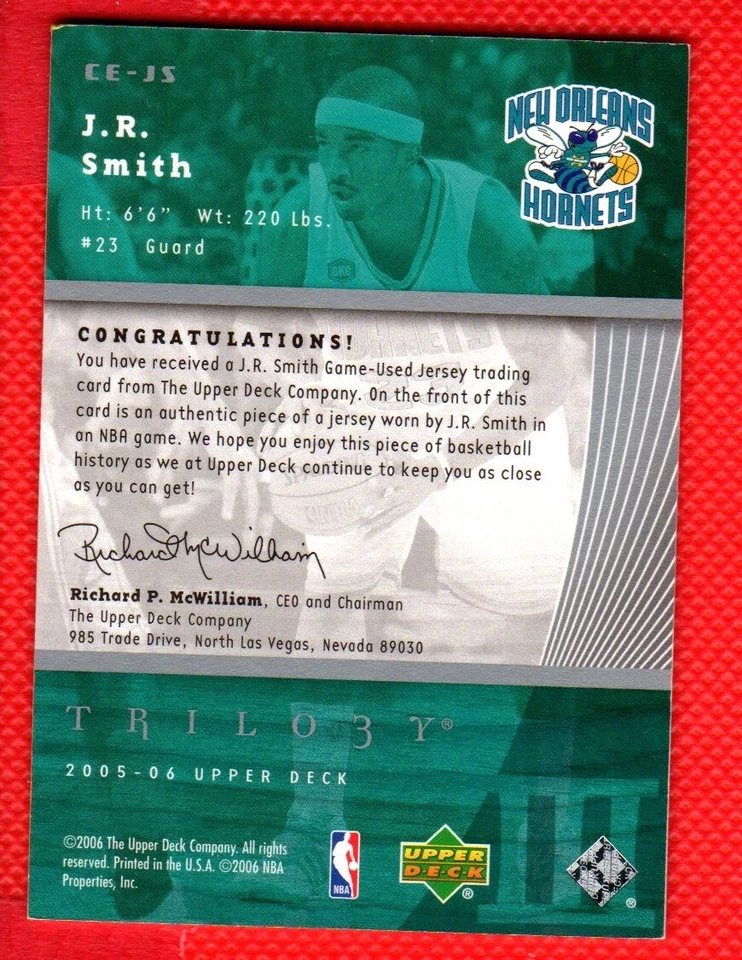 CE-JS
J.R.
Smith
Ht: 6'6" Wt: 220 Lbs.
#23 Guard
NEW ORLEANS
HORNETS
CONGRATULATIONS!
You have received a J.R. Smith Game-Used Jersey trading
card from The Upper Deck Company. On the front of this
card is an authentic piece of a jersey worn by J.R. Smith in
an NBA game. We hope you enjoy this piece of basketball
history as we at Upper Deck continue to keep you as close
as you can get!
Richard P. McWilliam
Richard P. McWilliam, CEO and Chairman
The Upper Deck Company
985 Trade Drive, North Las Vegas, Nevada 89030
TRILOGY®
2005-06 UPPER DECK
©2006 The Upper Deck Company. All rights
reserved. Printed in the U.S.A. ©2006 NBA
Properties, Inc.
NBA
UPPER
DECK
®
®
III